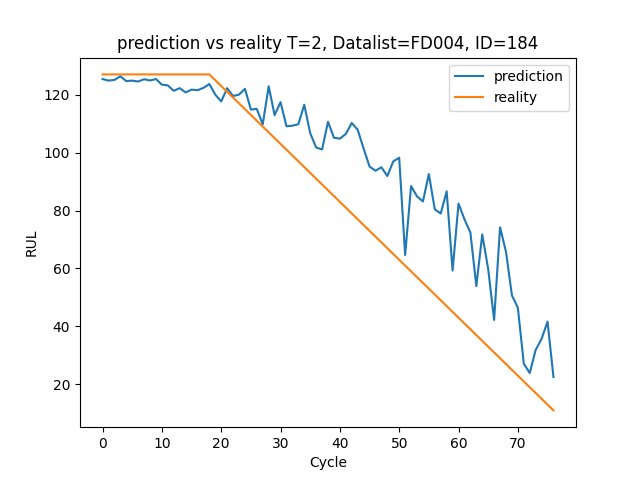 prediction vs reality T=2, Datalist=FD004, ID=184
prediction
reality
120
100
80
60
40
20
RUL
0 10 20 30 40 50 60 70
Cycle